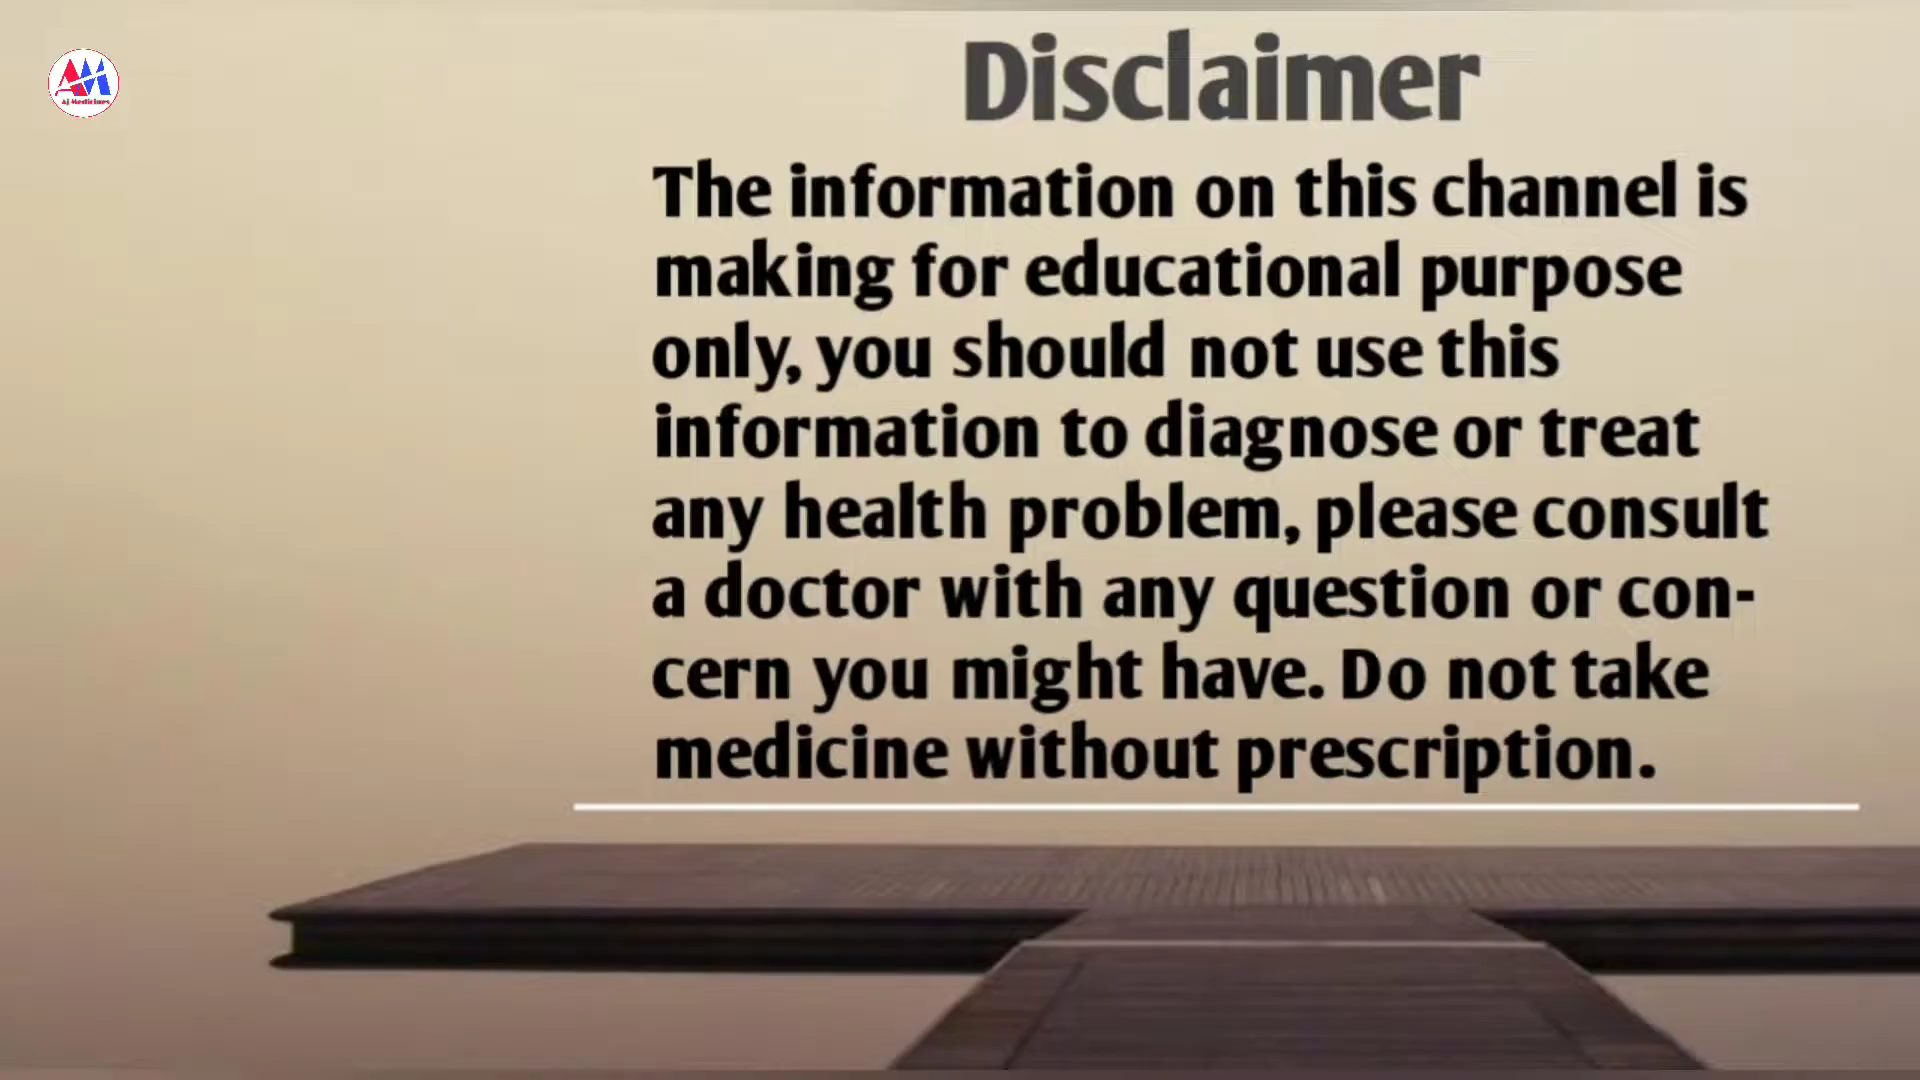 Aj Medicines
Disclaimer
The information on this channel is
making for educational purpose
only, you should not use this
information to diagnose or treat
any health problem, please consult
a doctor with any question or con-
cern you might have. Do not take
medicine without prescription.